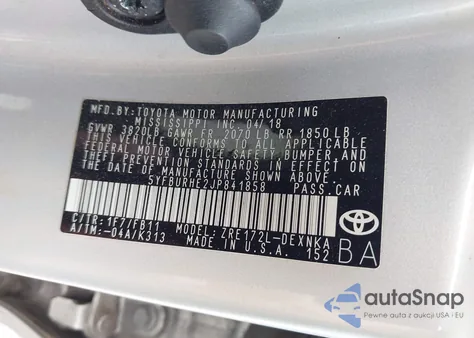 MFD. BY: TOYOTA MOTOR MANUFACTURING
MISSISSIPPI INC. 04/18
GVWR 3820LB GAWR FR 2070 LB RR 1850 LB
THIS VEHICLE CONFORMS TO ALL APPLICABLE
FEDERAL MOTOR VEHICLE SAFETY, BUMPER, AND
THEFT PREVENTION STANDARDS IN EFFECT ON
THE DATE OF MANUFACTURE SHOWN ABOVE.
5YFBURHE2JP841858 PASS.CAR
C/TR: 1F7/FB11 MODEL: ZRE172L-DEXNKA
A/TM: -04A/K313 MADE IN U.S.A. 152 BA
TOYOTA
autoSnap
Pewne auta z aukcji USA i EU